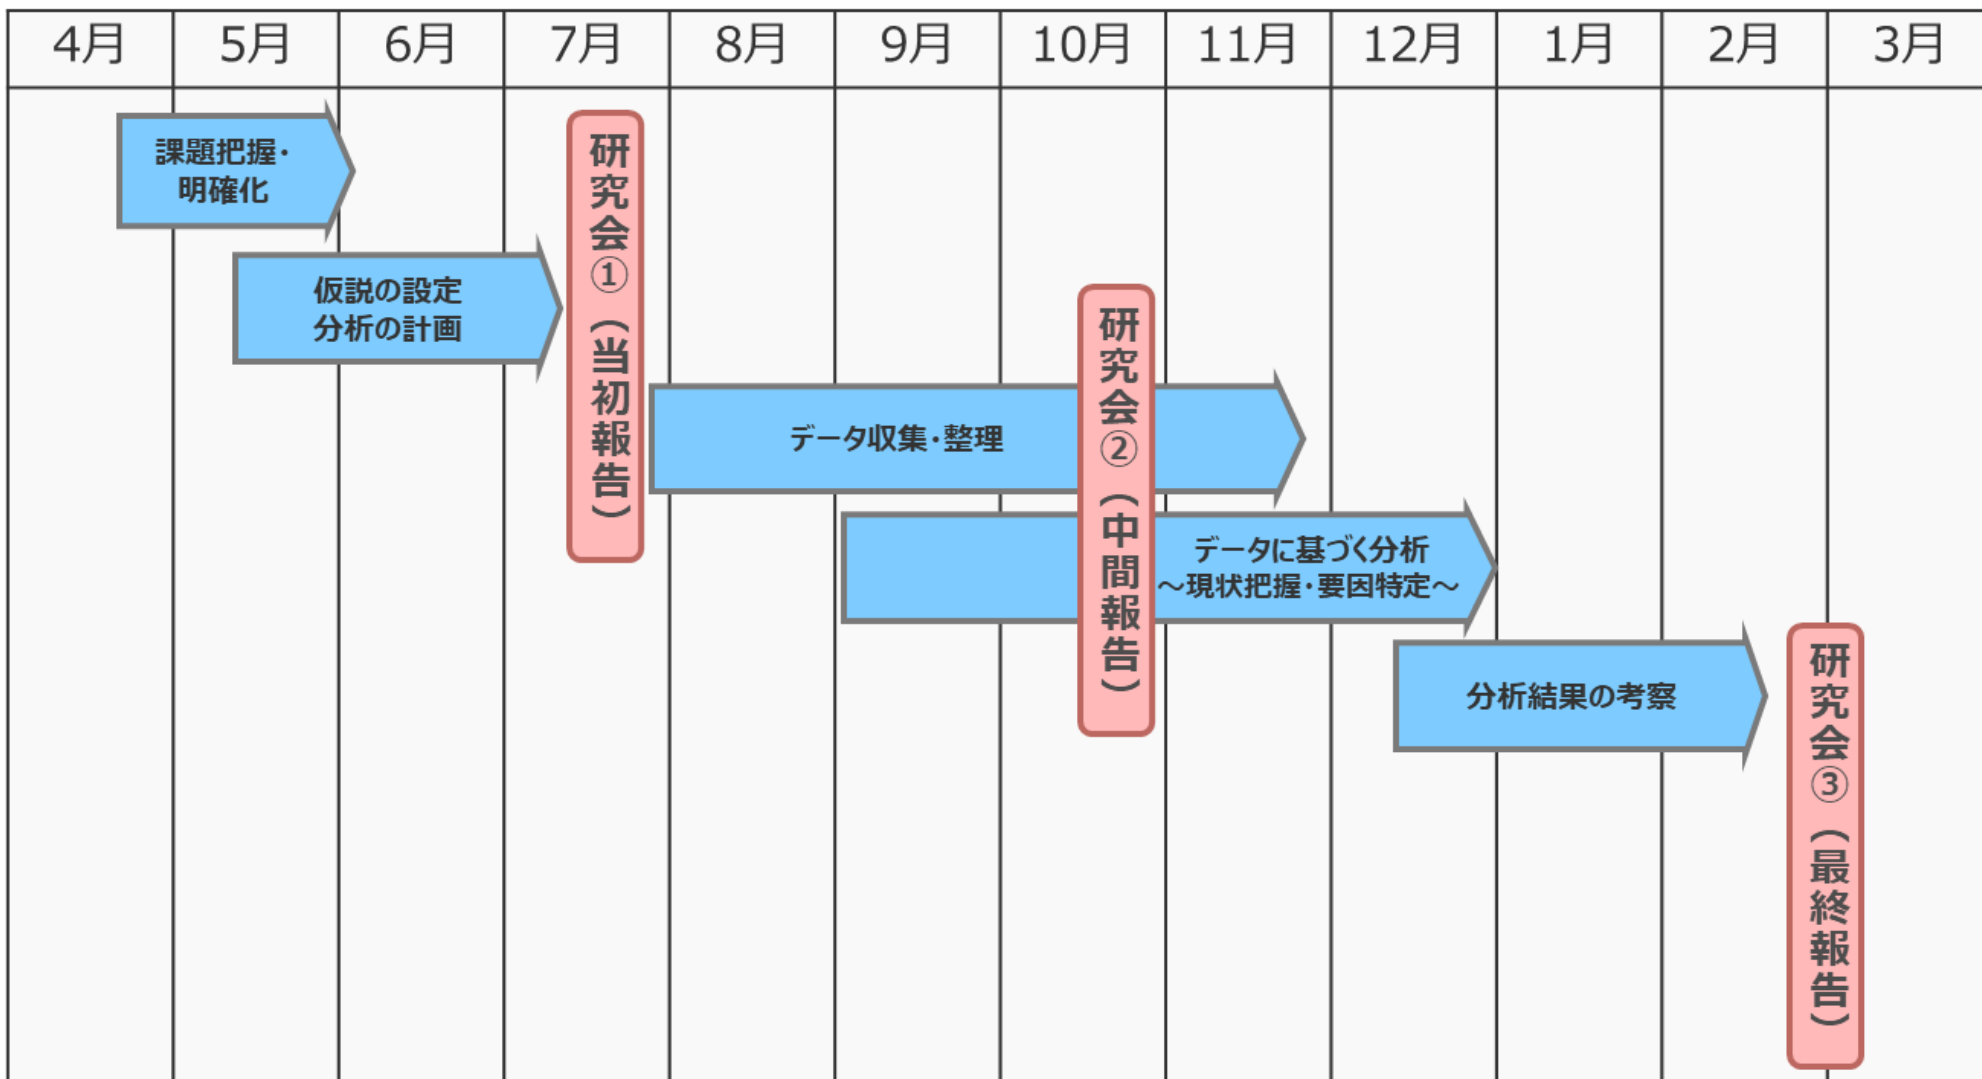 4月
5月
6月
7月
8月
9月
10月
11月
12月
1月
2月
3月
課題把握・
明確化
仮説の設定
分析の計画
研究会①（当初報告）
データ収集・整理
研究会②（中間報告）
データに基づく分析
～現状把握・要因特定～
分析結果の考察
研究会③（最終報告）